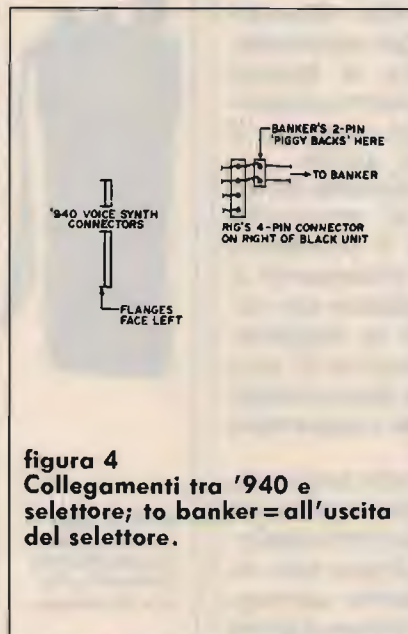 BANKER'S 2-PIN
'PIGGY BACKS' HERE
TO BANKER
'940 VOICE SYNTH
CONNECTORS
RIG'S 4-PIN CONNECTOR
ON RIGHT OF BLACK UNIT
FLANGES
FACE LEFT
figura 4
Collegamenti tra '940 e
selettore; to banker = all'uscita
del selettore.